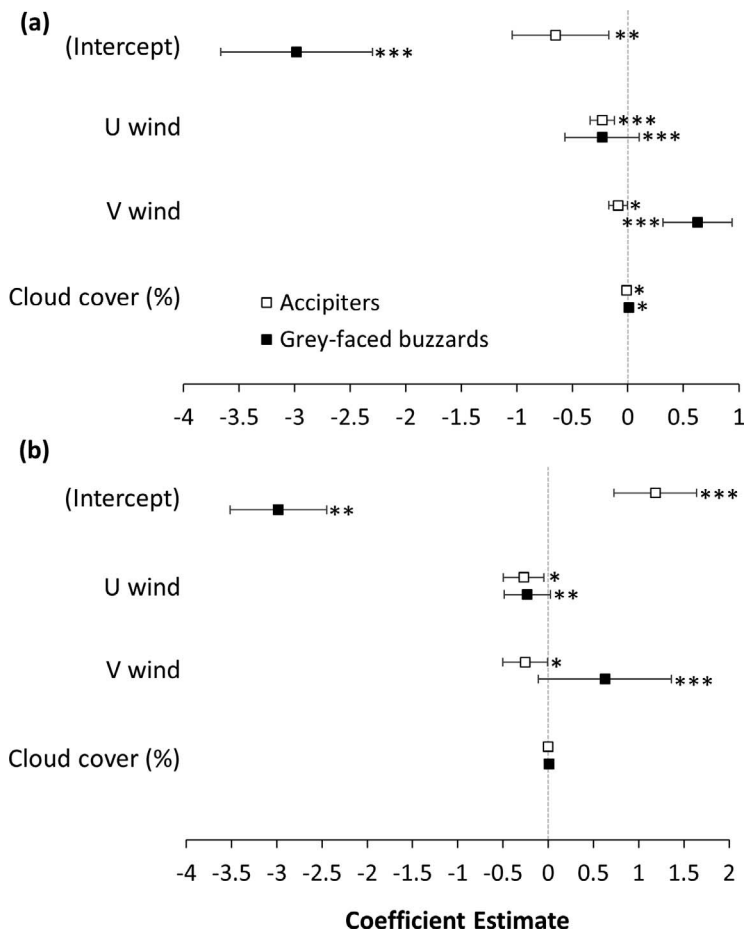 (a)
(Intercept)
**
***
U wind
***
***
V wind
*
***
Cloud cover (%)
*
*
Accipiters
Grey-faced buzzards
-4 -3.5 -3 -2.5 -2 -1.5 -1 -0.5 0 0.5 1
(b)
(Intercept)
***
**
U wind
*
**
V wind
*
***
Cloud cover (%)
-4 -3.5 -3 -2.5 -2 -1.5 -1 -0.5 0 0.5 1 1.5 2
Coefficient Estimate